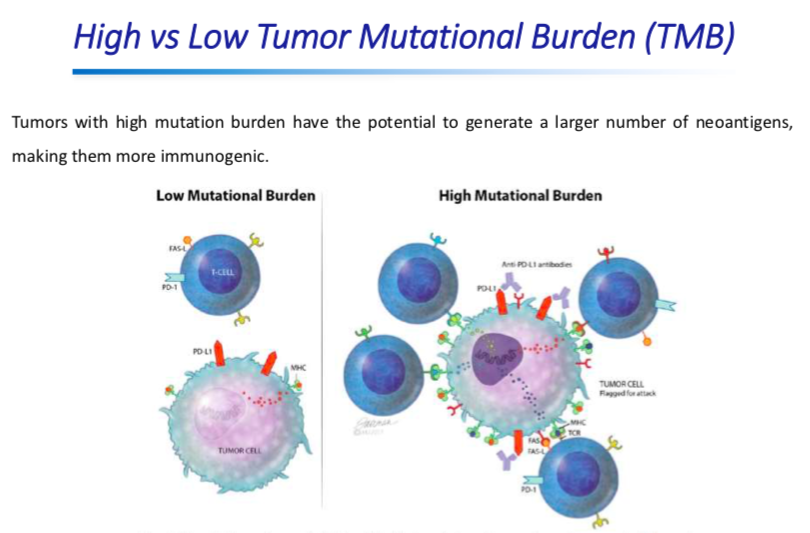 High vs Low Tumor Mutational Burden (TMB)
Tumors with high mutation burden have the potential to generate a larger number of neoantigens,
making them more immunogenic.
Low Mutational Burden
High Mutational Burden
FAS-L
T-CELL
PD-1
PD-L1
MHC
TUMOR CELL
Anti-PD-L1 antibodies
PD-L1
TUMOR CELL
Flagged for attack
MHC
TCR
FAS
FAS-L
PD-1